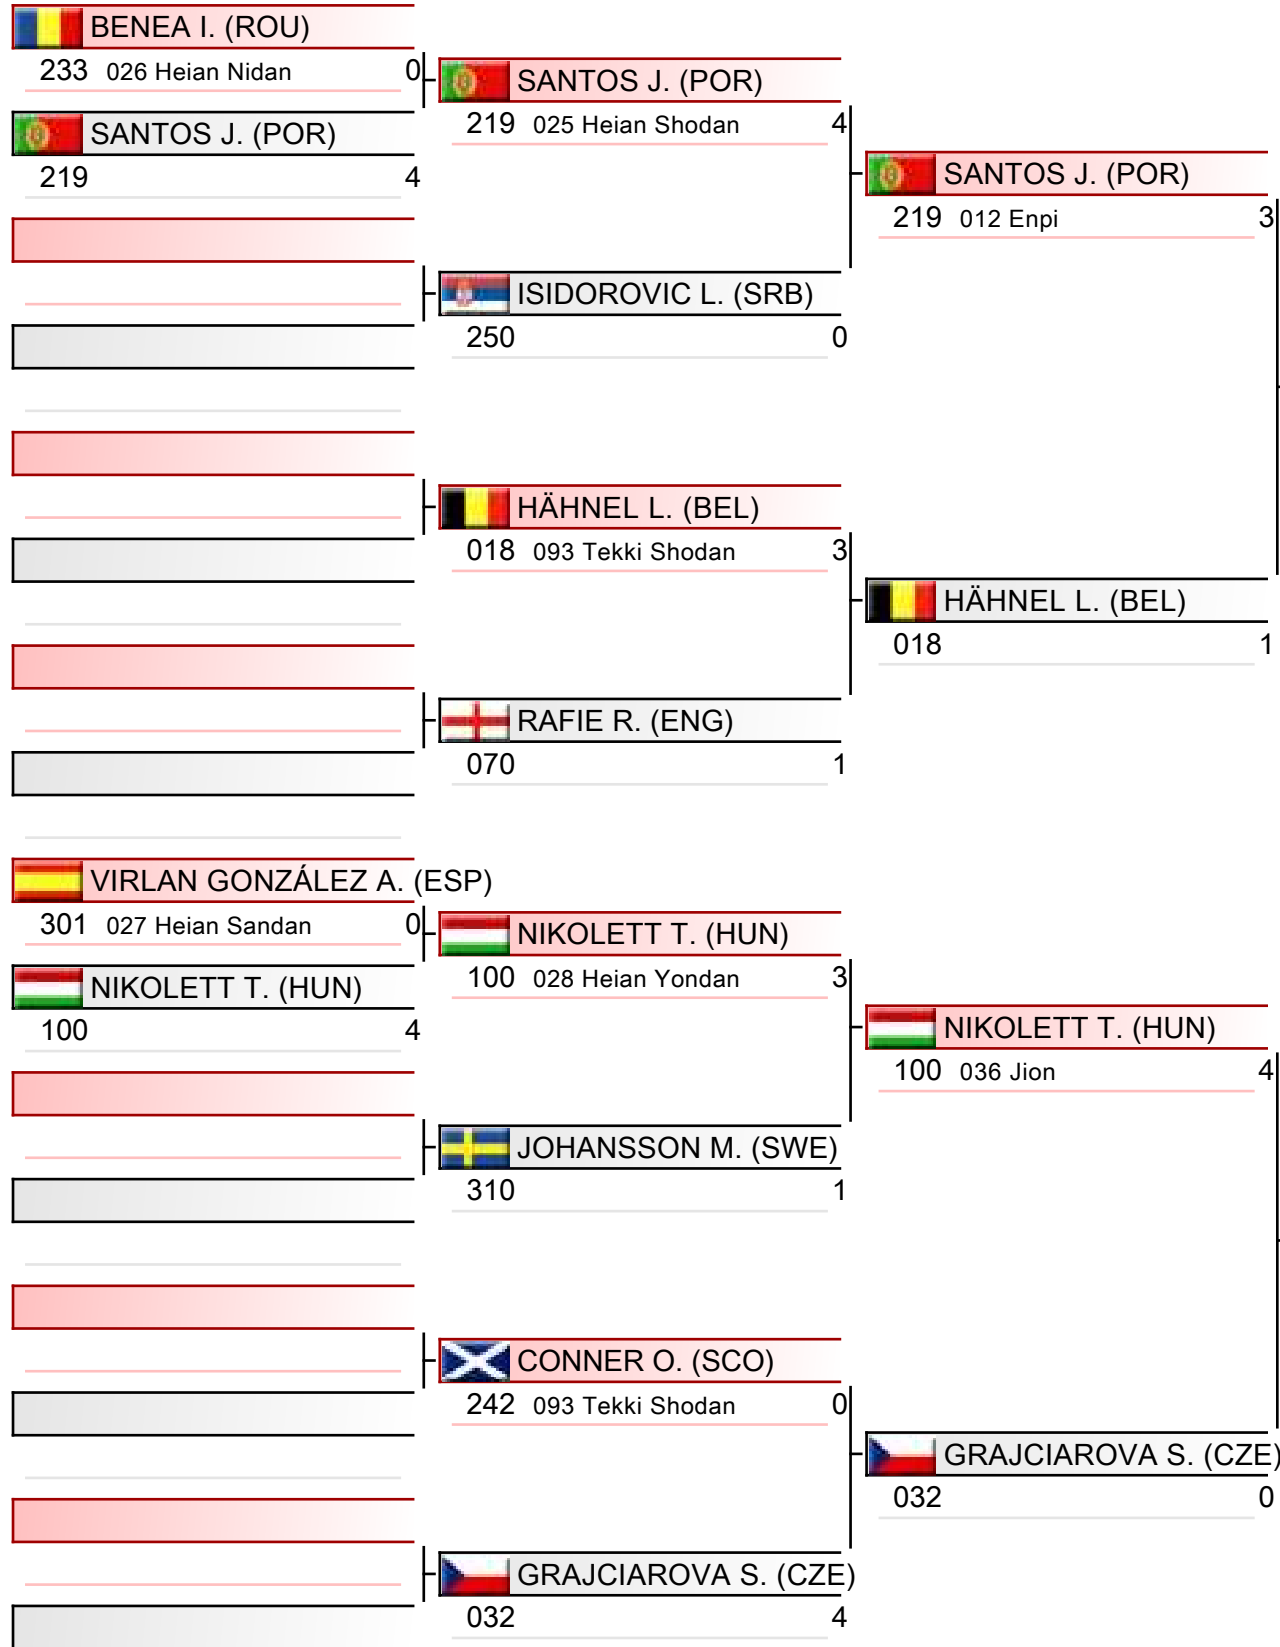 BENEA I. (ROU)
233 026 Heian Nidan 0
SANTOS J. (POR)
219 4
SANTOS J. (POR)
219 025 Heian Shodan 4
ISIDOROVIC L. (SRB)
250 0
SANTOS J. (POR)
219 012 Enpi 3
HÄHNEL L. (BEL)
018 093 Tekki Shodan 3
RAFIE R. (ENG)
070 1
HÄHNEL L. (BEL)
018 1
VIRLAN GONZÁLEZ A. (ESP)
301 027 Heian Sandan 0
NIKOLETT T. (HUN)
100 4
NIKOLETT T. (HUN)
100 028 Heian Yondan 3
JOHANSSON M. (SWE)
310 1
NIKOLETT T. (HUN)
100 036 Jion 4
CONNER O. (SCO)
242 093 Tekki Shodan 0
GRAJCIAROVA S. (CZE)
032 4
GRAJCIAROVA S. (CZE)
032 0